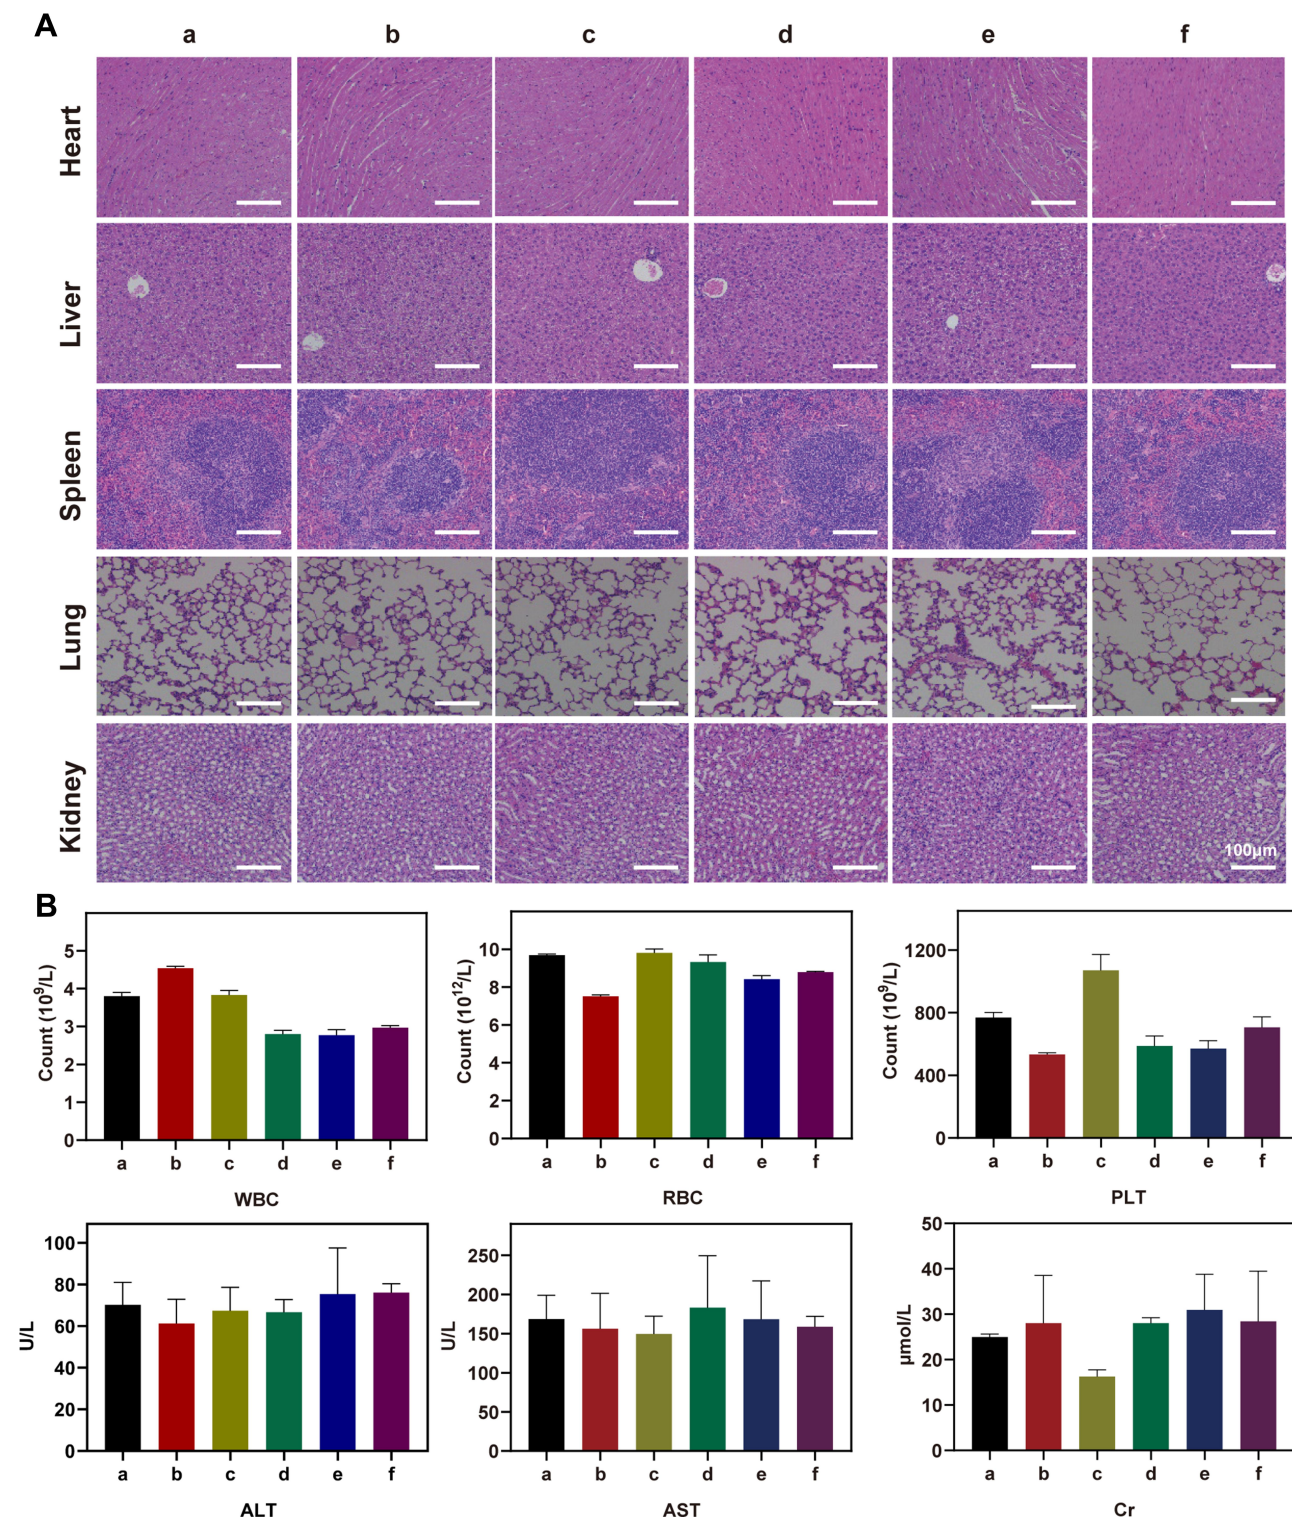 A
a b c d e f
Heart
Liver
Spleen
Lung
Kidney
100μm
B
Count (10⁹/L)
5
4
3
2
1
0
a b c d e f
WBC
Count (10¹²/L)
10
8
6
4
2
0
a b c d e f
RBC
Count (10⁹/L)
1200
800
400
0
a b c d e f
PLT
U/L
100
80
60
40
20
0
a b c d e f
ALT
U/L
250
200
150
100
50
0
a b c d e f
AST
μmol/L
50
40
30
20
10
0
a b c d e f
Cr